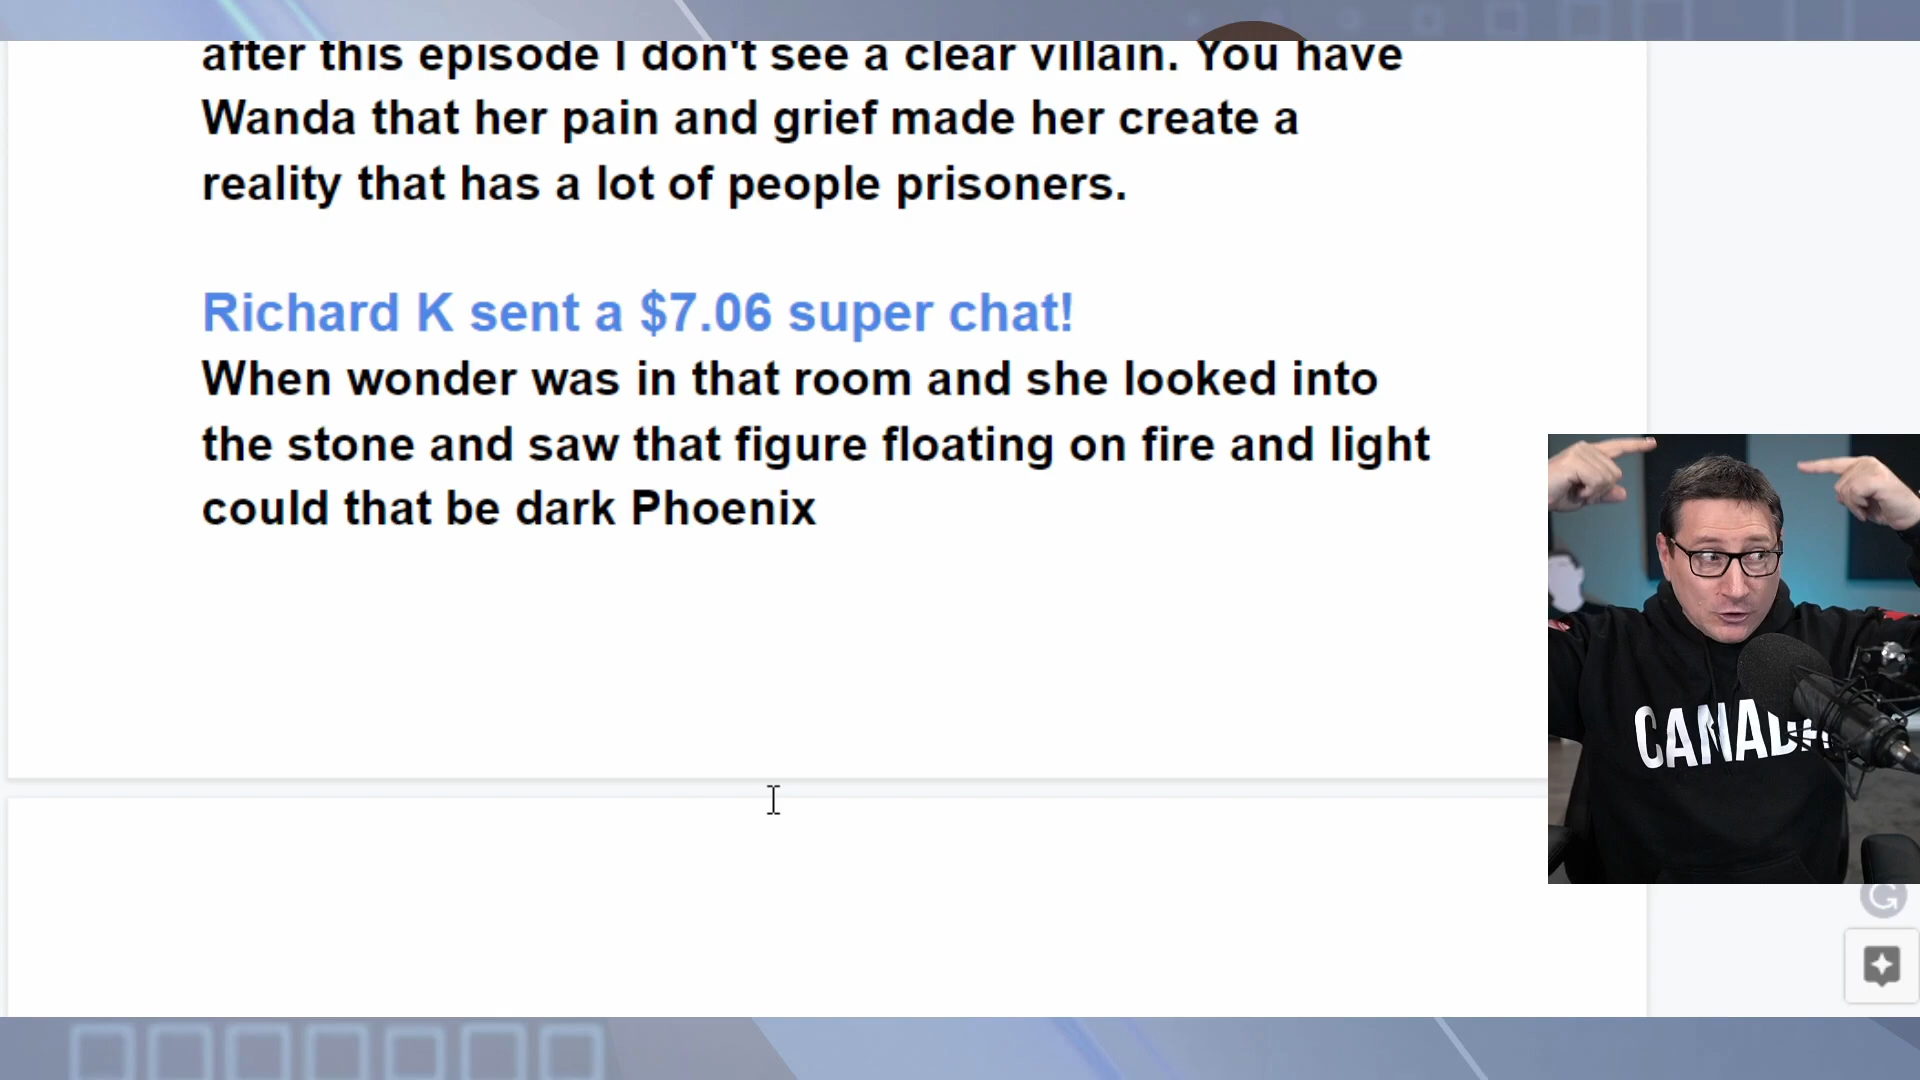 after this episode I don't see a clear villain. You have
Wanda that her pain and grief made her create a
reality that has a lot of people prisoners.
Richard K sent a $7.06 super chat!
When wonder was in that room and she looked into
the stone and saw that figure floating on fire and light
could that be dark Phoenix
CANADA